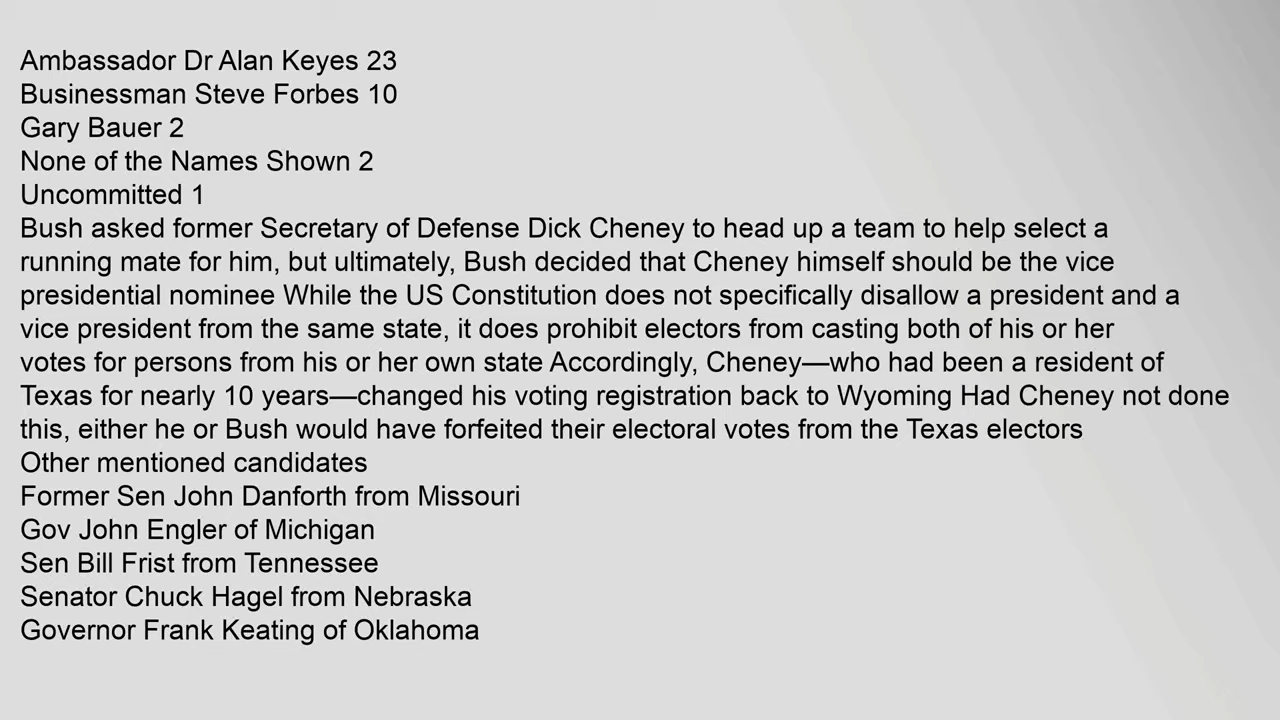 Ambassador Dr Alan Keyes 23
Businessman Steve Forbes 10
Gary Bauer 2
None of the Names Shown 2
Uncommitted 1
Bush asked former Secretary of Defense Dick Cheney to head up a team to help select a
running mate for him, but ultimately, Bush decided that Cheney himself should be the vice
presidential nominee While the US Constitution does not specifically disallow a president and a
vice president from the same state, it does prohibit electors from casting both of his or her
votes for persons from his or her own state Accordingly, Cheney—who had been a resident of
Texas for nearly 10 years—changed his voting registration back to Wyoming Had Cheney not done
this, either he or Bush would have forfeited their electoral votes from the Texas electors
Other mentioned candidates
Former Sen John Danforth from Missouri
Gov John Engler of Michigan
Sen Bill Frist from Tennessee
Senator Chuck Hagel from Nebraska
Governor Frank Keating of Oklahoma